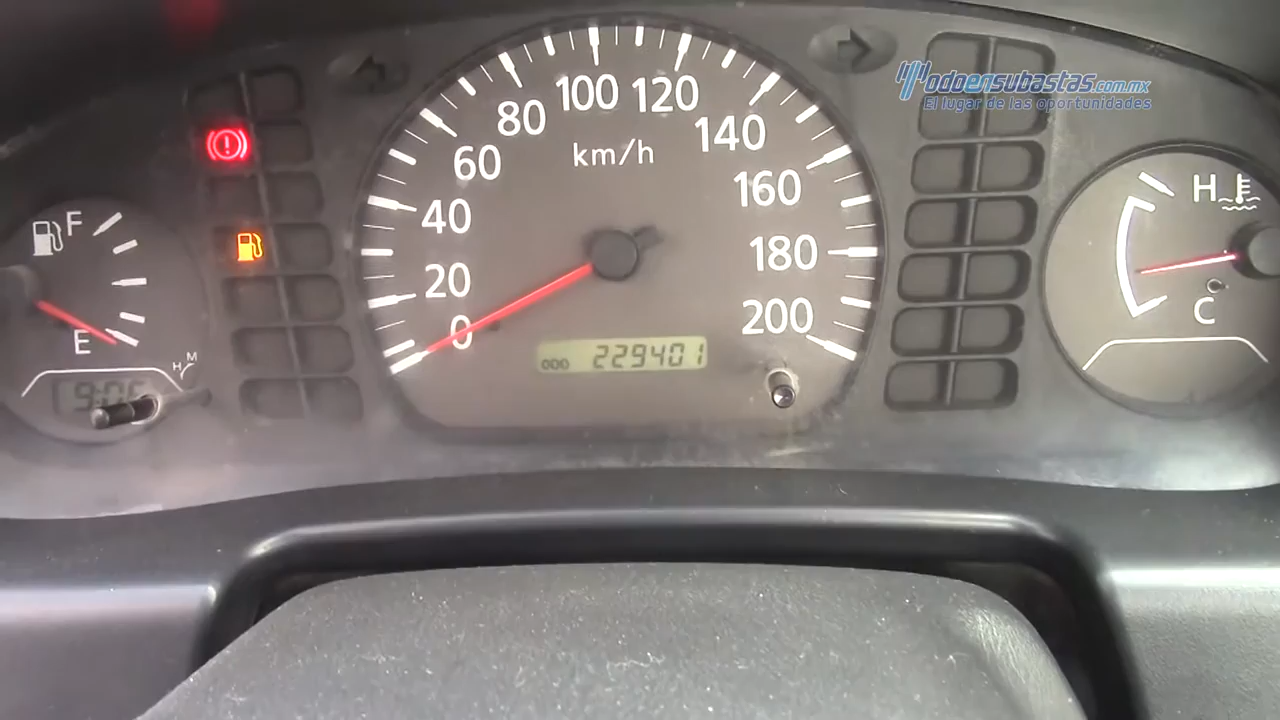 TodoenSubastas.com.mx
El lugar de las oportunidades
F
E
H M
0
20
40
60
80
100
120
140
160
180
200
km/h
000 229401
H
C